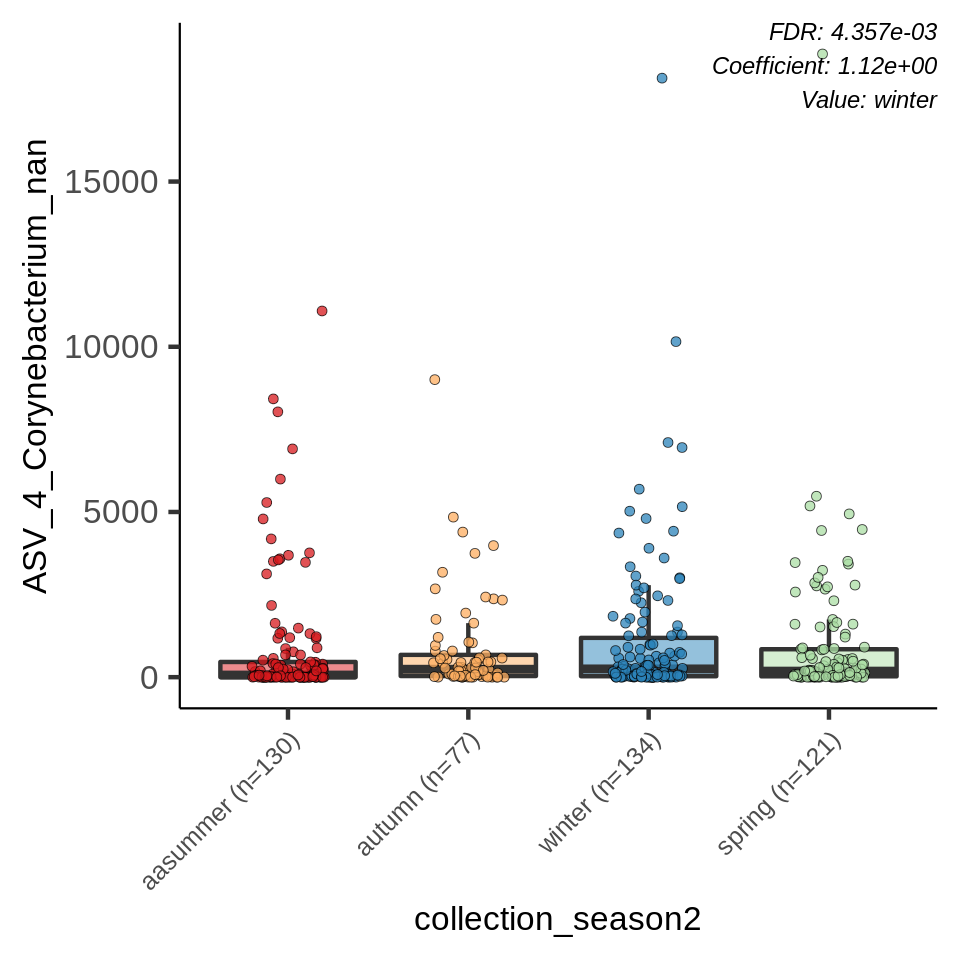 FDR: 4.357e-03
Coefficient: 1.12e+00
Value: winter
ASV_4_Corynebacterium_nan
15000
10000
5000
0
aasummer (n=130)
autumn (n=77)
winter (n=134)
spring (n=121)
collection_season2